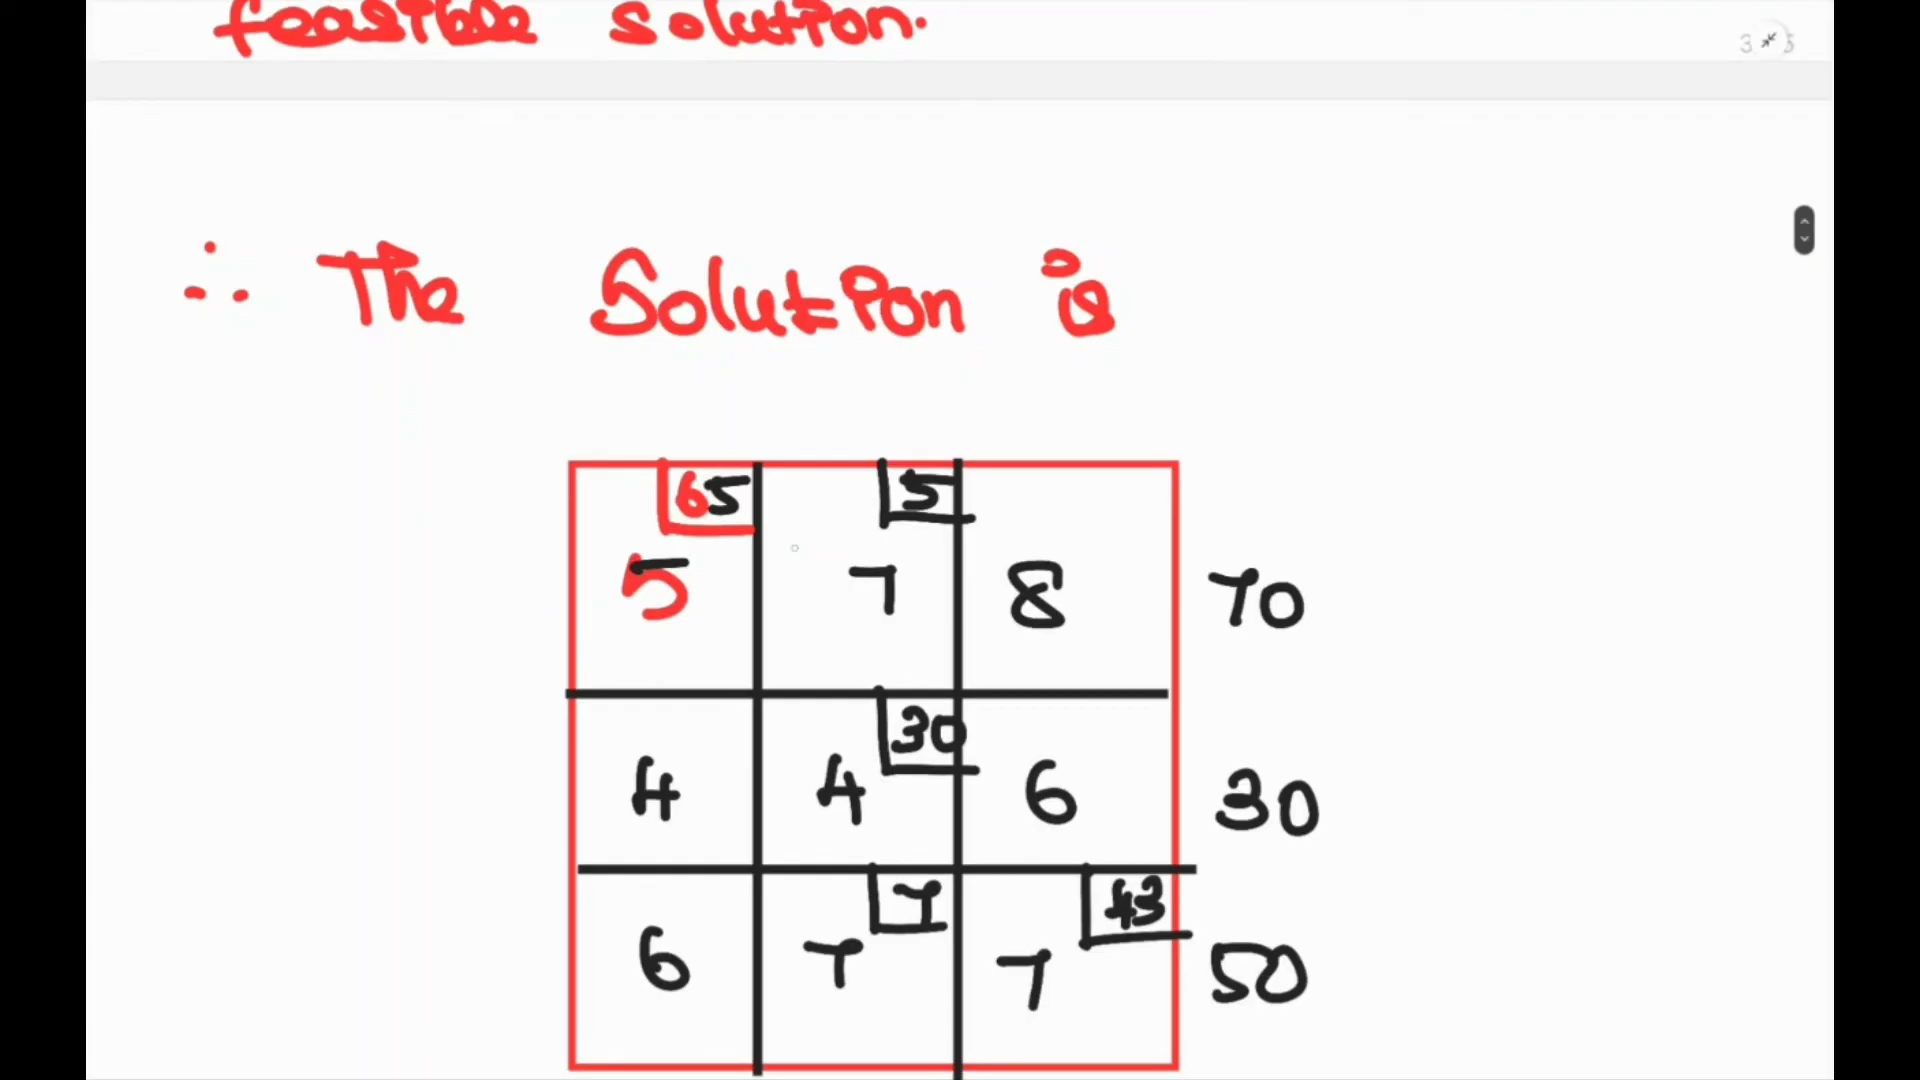 feasible solution.
∴ The Solution is
65 5
5 7 8 70
30
4 4 6 30
7 43
6 7 7 50